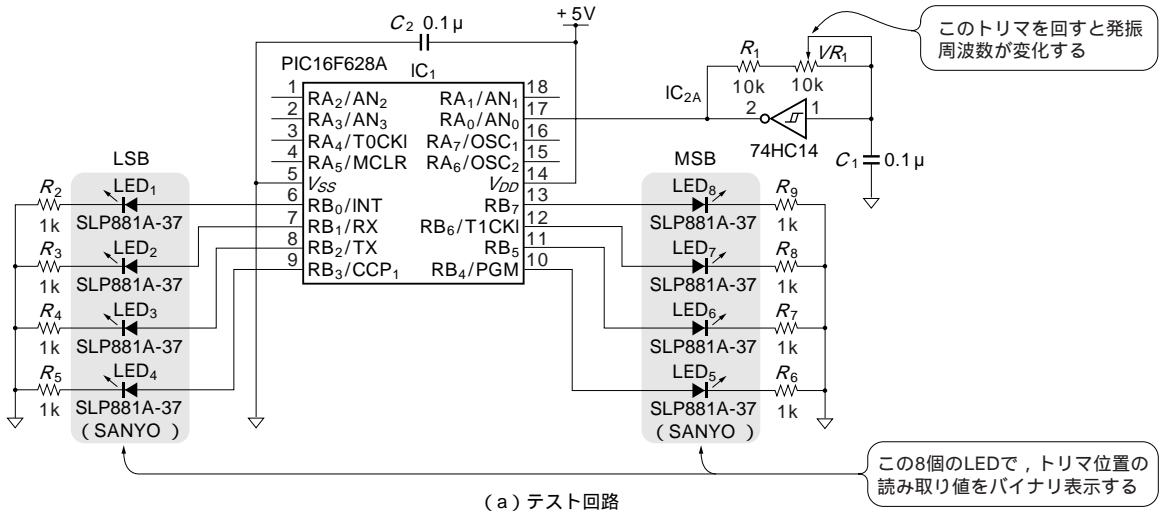 C2 0.1μ
+5V
このトリマを回すと発振
周波数が変化する
PIC16F628A
IC1
R1
VR1
10k
10k
IC2A
2
1
74HC14
C1
0.1μ
1 RA2/AN2
2 RA3/AN3
3 RA4/T0CKI
4 RA5/MCLR
5 VSS
6 RB0/INT
7 RB1/RX
8 RB2/TX
9 RB3/CCP1
RA1/AN1 18
RA0/AN0 17
RA7/OSC1 16
RA6/OSC2 15
VDD 14
RB7 13
RB6/T1CKI 12
RB5 11
RB4/PGM 10
LSB
R2 LED1
1k SLP881A-37
R3 LED2
1k SLP881A-37
R4 LED3
1k SLP881A-37
R5 LED4
1k SLP881A-37
(SANYO)
MSB
LED8 R9
SLP881A-37 1k
LED7 R8
SLP881A-37 1k
LED6 R7
SLP881A-37 1k
LED5 R6
SLP881A-37 1k
(SANYO)
この8個のLEDで,トリマ位置の
読み取り値をバイナリ表示する
(a)テスト回路